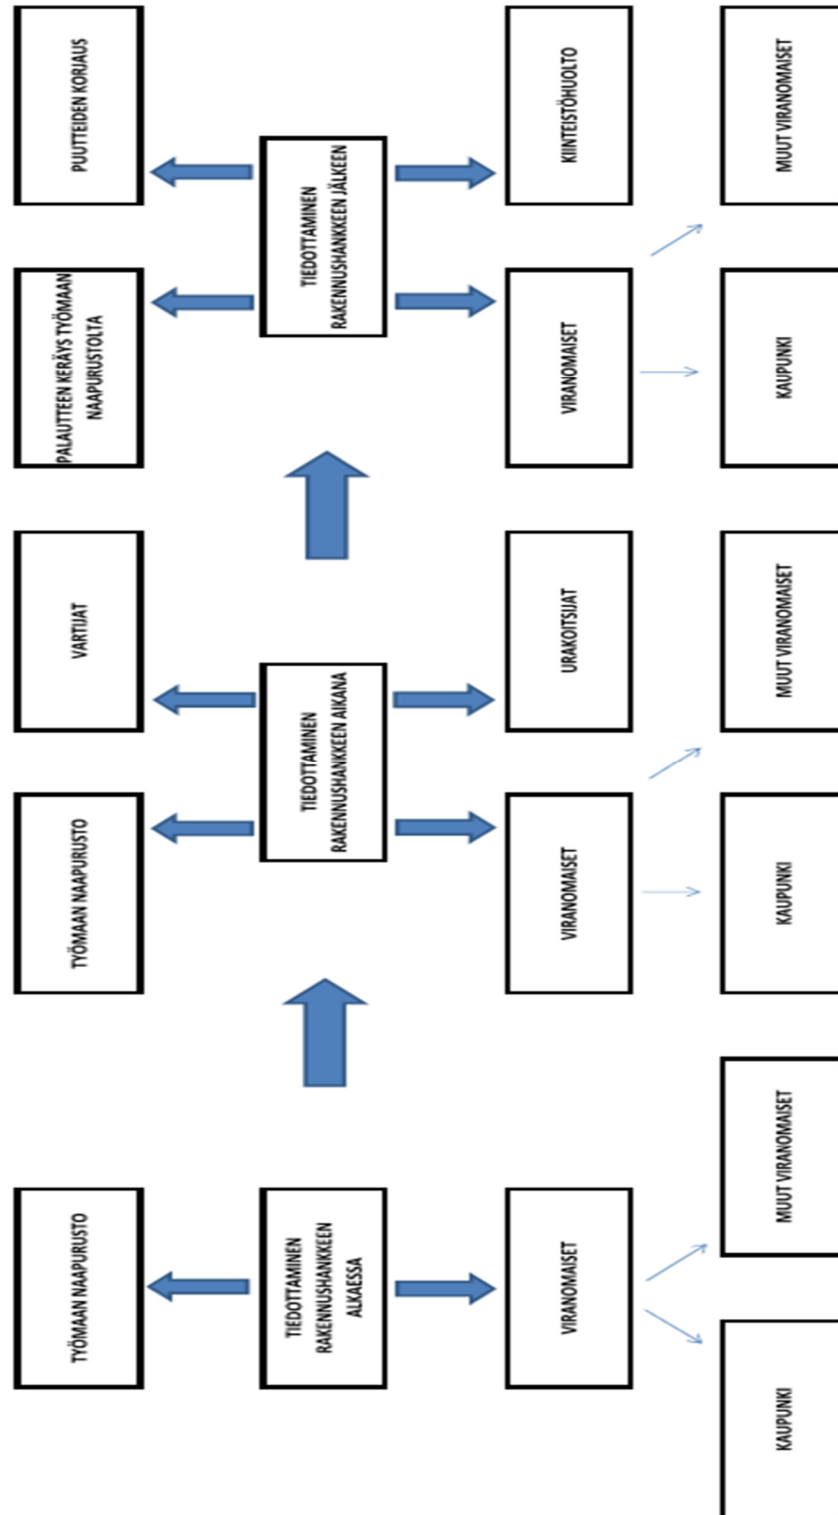 TYÖMAAN NAAPURUSTO
TYÖMAAN NAAPURUSTO
VARTIJAT
PALAUTTEEN KERÄYS TYÖMAAN
NAAPURUSTOLTA
PUUTTEIDEN KORJAUS
TIEDOTTAMINEN
RAKENNUSHANKKEEN
ALKAESSA
TIEDOTTAMINEN
RAKENNUSHANKKEEN AIKANA
TIEDOTTAMINEN
RAKENNUSHANKKEEN JÄLKEEN
VIRANOMAISET
VIRANOMAISET
URAKOITSIJAT
VIRANOMAISET
KIINTEISTÖHUOLTO
KAUPUNKI
MUUT VIRANOMAISET
KAUPUNKI
MUUT VIRANOMAISET
KAUPUNKI
MUUT VIRANOMAISET